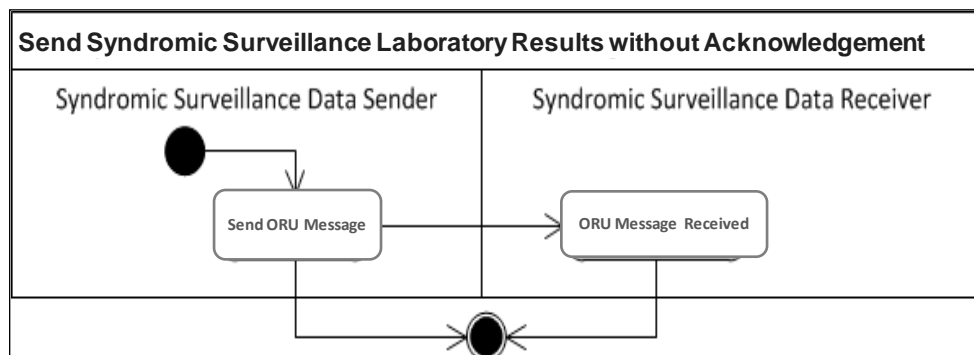 Send Syndromic Surveillance Laboratory Results without Acknowledgement
Syndromic Surveillance Data Sender
Syndromic Surveillance Data Receiver
Send ORU Message
ORU Message Received